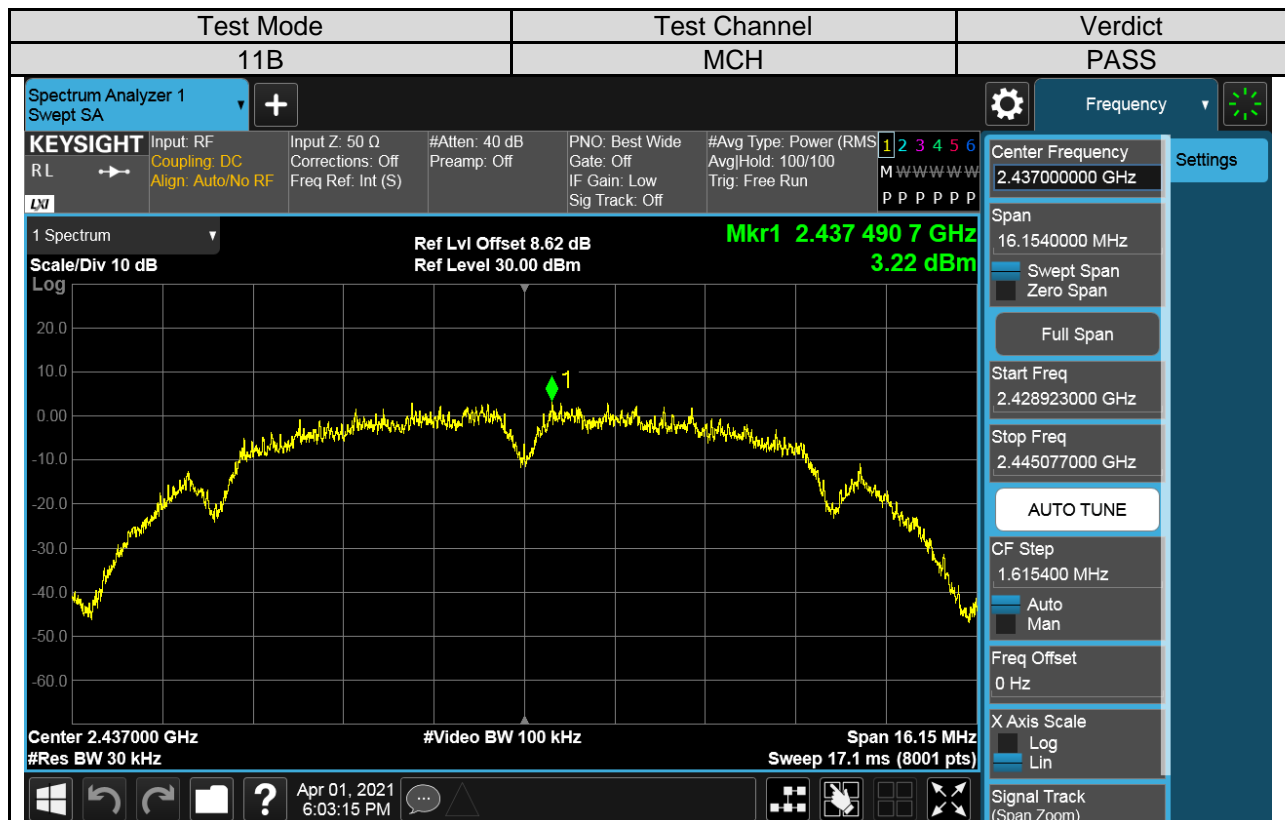 Test Mode Test Channel Verdict
11B MCH PASS
Spectrum Analyzer 1
Swept SA
Frequency
KEYSIGHT
RL
LXI
Input: RF
Coupling: DC
Align: Auto/No RF
Input Z: 50 Ω
Corrections: Off
Freq Ref: Int (S)
#Atten: 40 dB
Preamp: Off
PNO: Best Wide
Gate: Off
IF Gain: Low
Sig Track: Off
#Avg Type: Power (RMS
Avg|Hold: 100/100
Trig: Free Run
1 2 3 4 5 6
M W W W W W
P P P P P P
1 Spectrum
Scale/Div 10 dB
Log
Ref Lvl Offset 8.62 dB
Ref Level 30.00 dBm
Mkr1 2.437 490 7 GHz
3.22 dBm
20.0
10.0
0.00
-10.0
-20.0
-30.0
-40.0
-50.0
-60.0
1
Center 2.437000 GHz
#Res BW 30 kHz
#Video BW 100 kHz
Span 16.15 MHz
Sweep 17.1 ms (8001 pts)
Apr 01, 2021
6:03:15 PM
Center Frequency
2.437000000 GHz
Settings
Span
16.1540000 MHz
Swept Span
Zero Span
Full Span
Start Freq
2.428923000 GHz
Stop Freq
2.445077000 GHz
AUTO TUNE
CF Step
1.615400 MHz
Auto
Man
Freq Offset
0 Hz
X Axis Scale
Log
Lin
Signal Track
(Span Zoom)